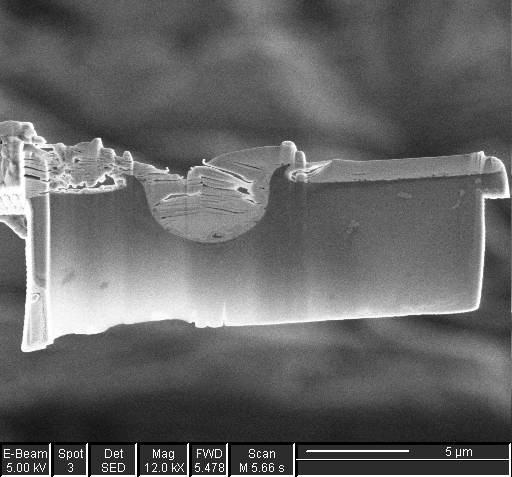 E-Beam Spot Det Mag FWD Scan
5.00 kV 3 SED 12.0 kX 5.478 M 5.66 s
5 µm